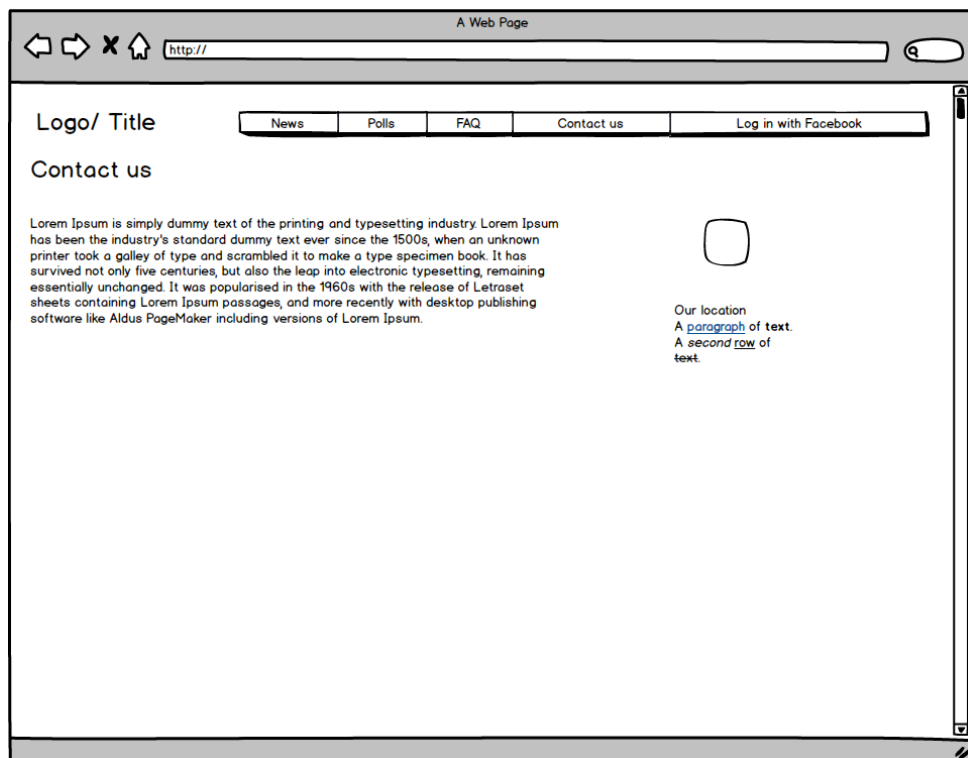 A Web Page
http://
Logo/ Title
News Polls FAQ Contact us Log in with Facebook
Contact us
Lorem Ipsum is simply dummy text of the printing and typesetting industry. Lorem Ipsum
has been the industry's standard dummy text ever since the 1500s, when an unknown
printer took a galley of type and scrambled it to make a type specimen book. It has
survived not only five centuries, but also the leap into electronic typesetting, remaining
essentially unchanged. It was popularised in the 1960s with the release of Letraset
sheets containing Lorem Ipsum passages, and more recently with desktop publishing
software like Aldus PageMaker including versions of Lorem Ipsum.
Our location
A paragraph of text.
A second row of
text.